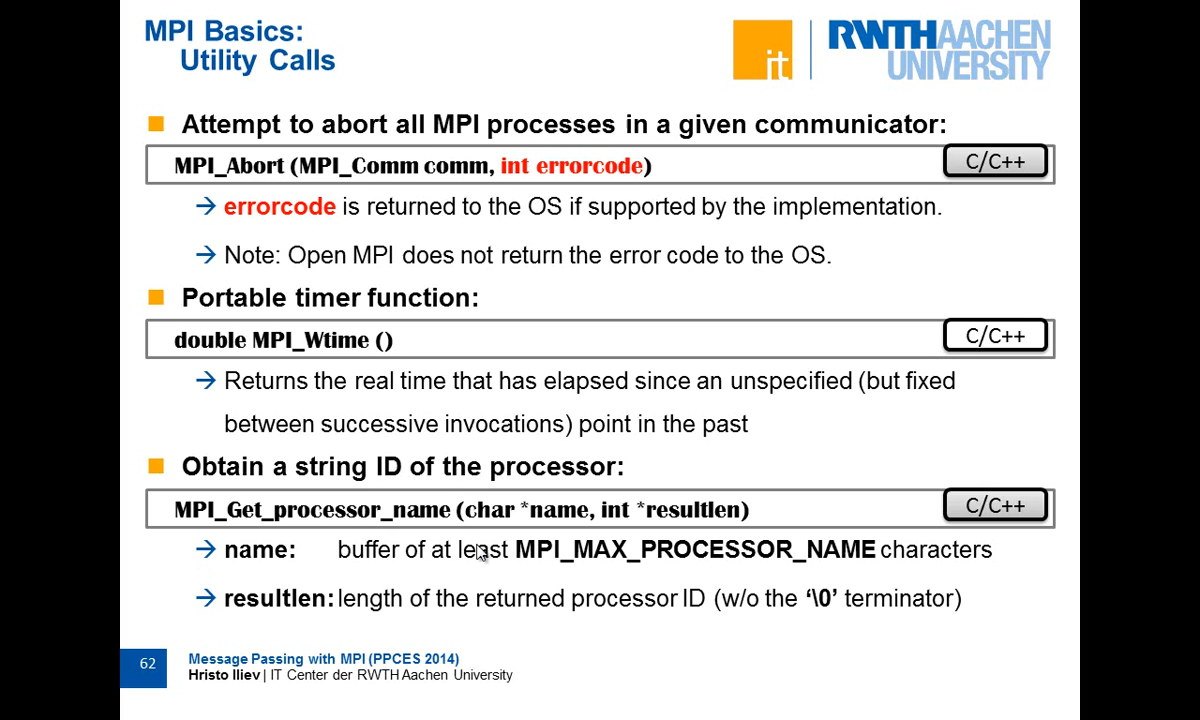 MPI Basics:
Utility Calls
it
RWTHAACHEN
UNIVERSITY
Attempt to abort all MPI processes in a given communicator:
MPI_Abort (MPI_Comm comm, int errorcode)
C/C++
→ errorcode is returned to the OS if supported by the implementation.
→ Note: Open MPI does not return the error code to the OS.
Portable timer function:
double MPI_Wtime ()
C/C++
→ Returns the real time that has elapsed since an unspecified (but fixed
between successive invocations) point in the past
Obtain a string ID of the processor:
MPI_Get_processor_name (char *name, int *resultlen)
C/C++
→ name: buffer of at least MPI_MAX_PROCESSOR_NAME characters
→ resultlen: length of the returned processor ID (w/o the ‘\0’ terminator)
62
Message Passing with MPI (PPCES 2014)
Hristo Iliev | IT Center der RWTH Aachen University